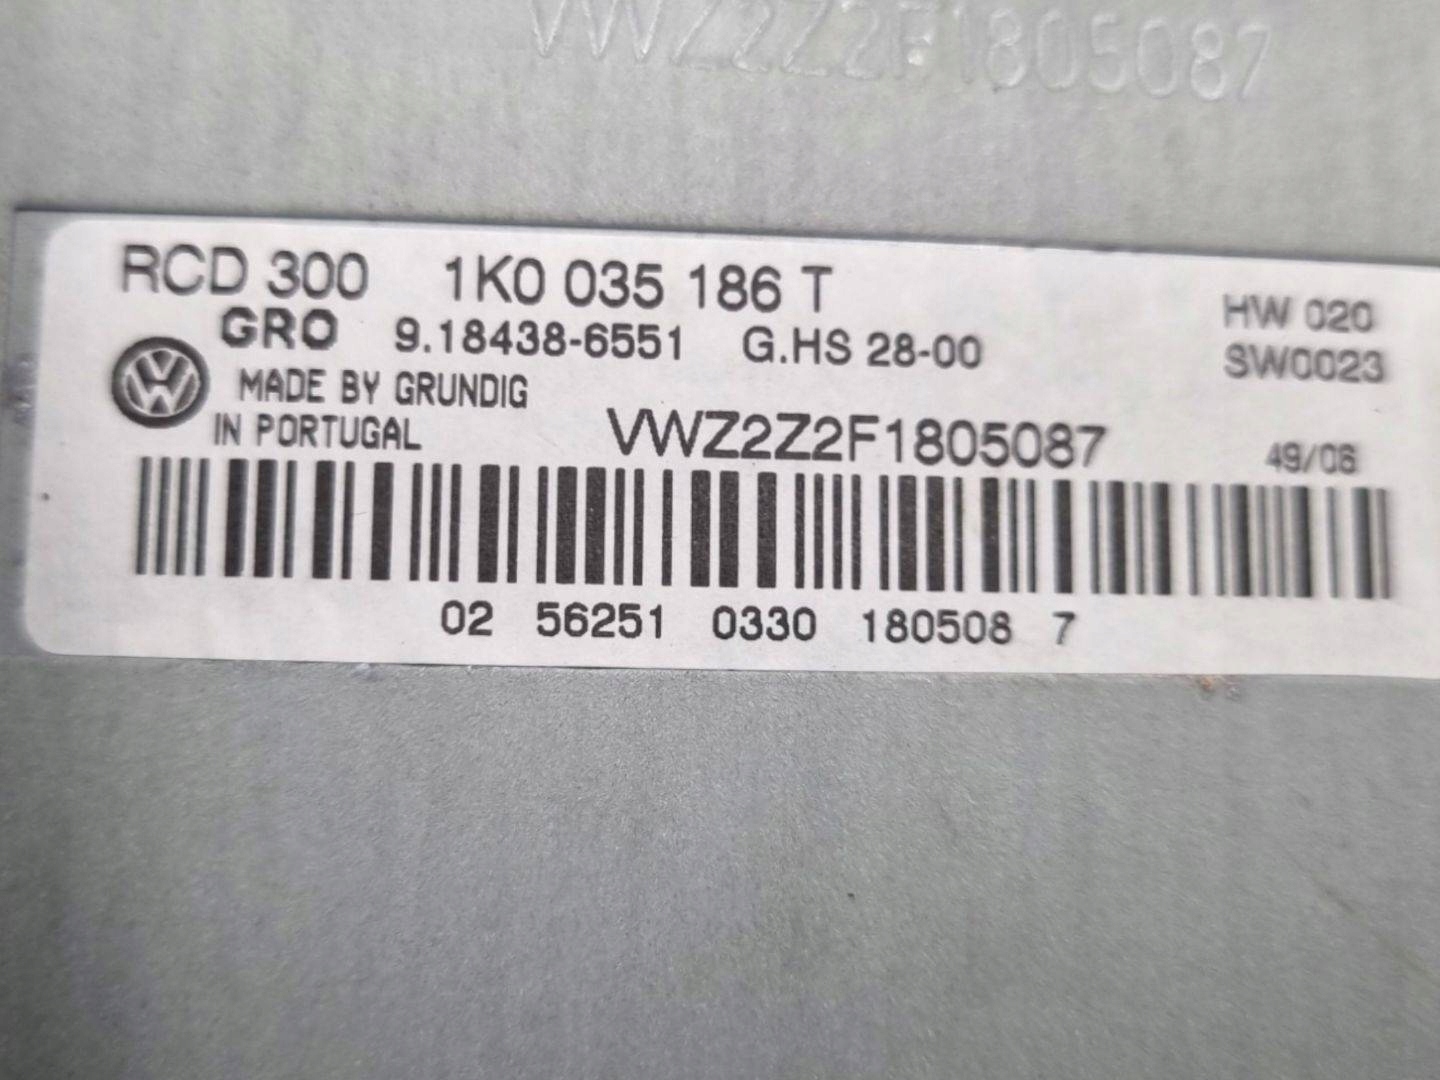 VWZ2Z2F1805087
RCD 300 1K0 035 186 T
HW 020
GRO 9.18438-6551 G.HS 28-00
SW0023
MADE BY GRUNDIG
IN PORTUGAL
VWZ2Z2F1805087
49/06
02 56251 0330 180508 7